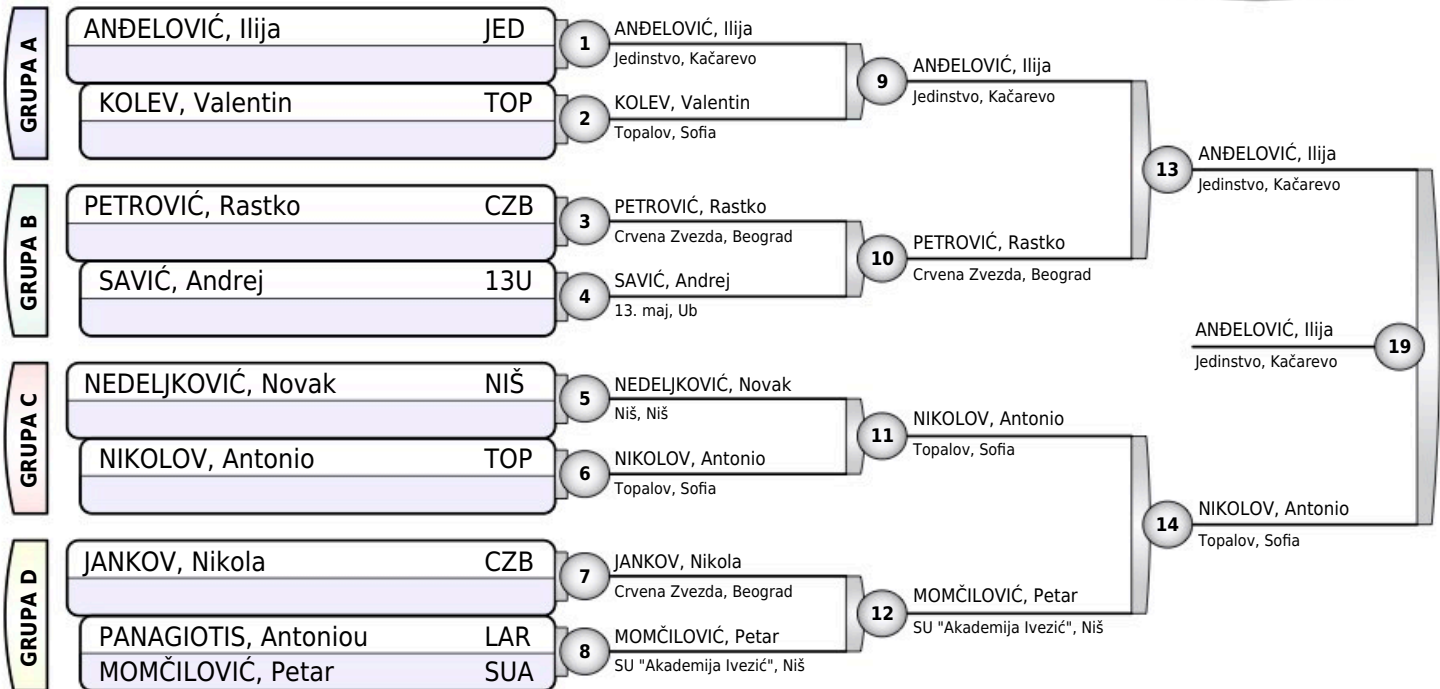 GRUPA A
ANĐELOVIĆ, Ilija JED
KOLEV, Valentin TOP
GRUPA B
PETROVIĆ, Rastko CZB
SAVIĆ, Andrej 13U
GRUPA C
NEDELJKOVIĆ, Novak NIŠ
NIKOLOV, Antonio TOP
GRUPA D
JANKOV, Nikola CZB
PANAGIOTIS, Antoniou LAR
MOMČILOVIĆ, Petar SUA
1
ANĐELOVIĆ, Ilija
Jedinstvo, Kačarevo
2
KOLEV, Valentin
Topalov, Sofia
3
PETROVIĆ, Rastko
Crvena Zvezda, Beograd
4
SAVIĆ, Andrej
13. maj, Ub
5
NEDELJKOVIĆ, Novak
Niš, Niš
6
NIKOLOV, Antonio
Topalov, Sofia
7
JANKOV, Nikola
Crvena Zvezda, Beograd
8
MOMČILOVIĆ, Petar
SU "Akademija Ivezić", Niš
9
ANĐELOVIĆ, Ilija
Jedinstvo, Kačarevo
10
PETROVIĆ, Rastko
Crvena Zvezda, Beograd
11
NIKOLOV, Antonio
Topalov, Sofia
12
MOMČILOVIĆ, Petar
SU "Akademija Ivezić", Niš
13
ANĐELOVIĆ, Ilija
Jedinstvo, Kačarevo
14
NIKOLOV, Antonio
Topalov, Sofia
ANĐELOVIĆ, Ilija
Jedinstvo, Kačarevo
19